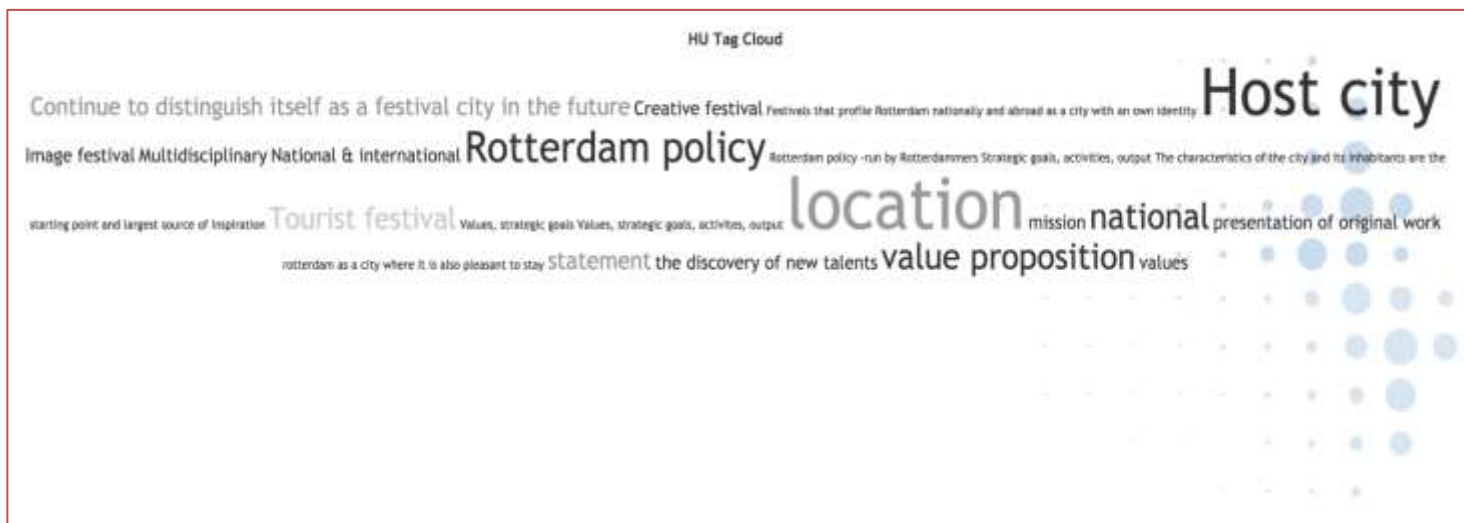 HU Tag Cloud
Continue to distinguish itself as a festival city in the future Creative festival Festivals that profile Rotterdam nationally and abroad as a city with an own identity Host city
Image festival Multidisciplinary National & international Rotterdam policy Rotterdam policy -run by Rotterdammers Strategic goals, activities, output The characteristics of the city and its inhabitants are the
starting point and largest source of inspiration Tourist festival Values, strategic goals Values, strategic goals, activites, output location mission national presentation of original work
rotterdam as a city where it is also pleasant to stay statement the discovery of new talents value proposition values